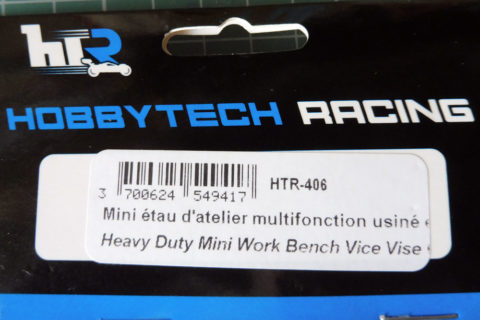 hTR
HOBBYTECH RACING
3 700624 549417 HTR-406
Mini étau d'atelier multifonction usiné
Heavy Duty Mini Work Bench Vice Vise